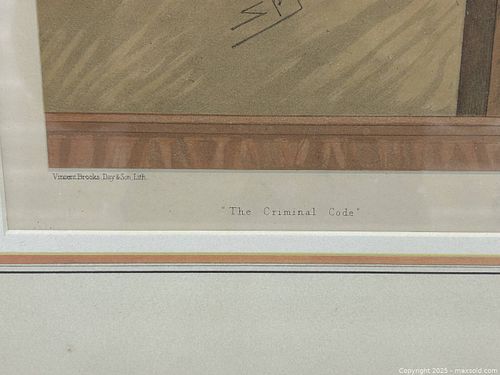 Vincent Brooks, Day & Son, Lith.
"The Criminal Code"
Copyright 2025 - maxsold.com